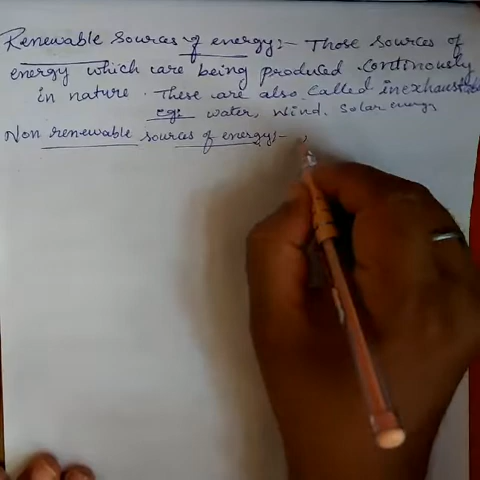 Renewable Sources of energy:- Those sources of
energy which are being produced continously
in nature. These are also called inexhaustible
eg:- water, wind, solar energy
Non renewable sources of energy:-